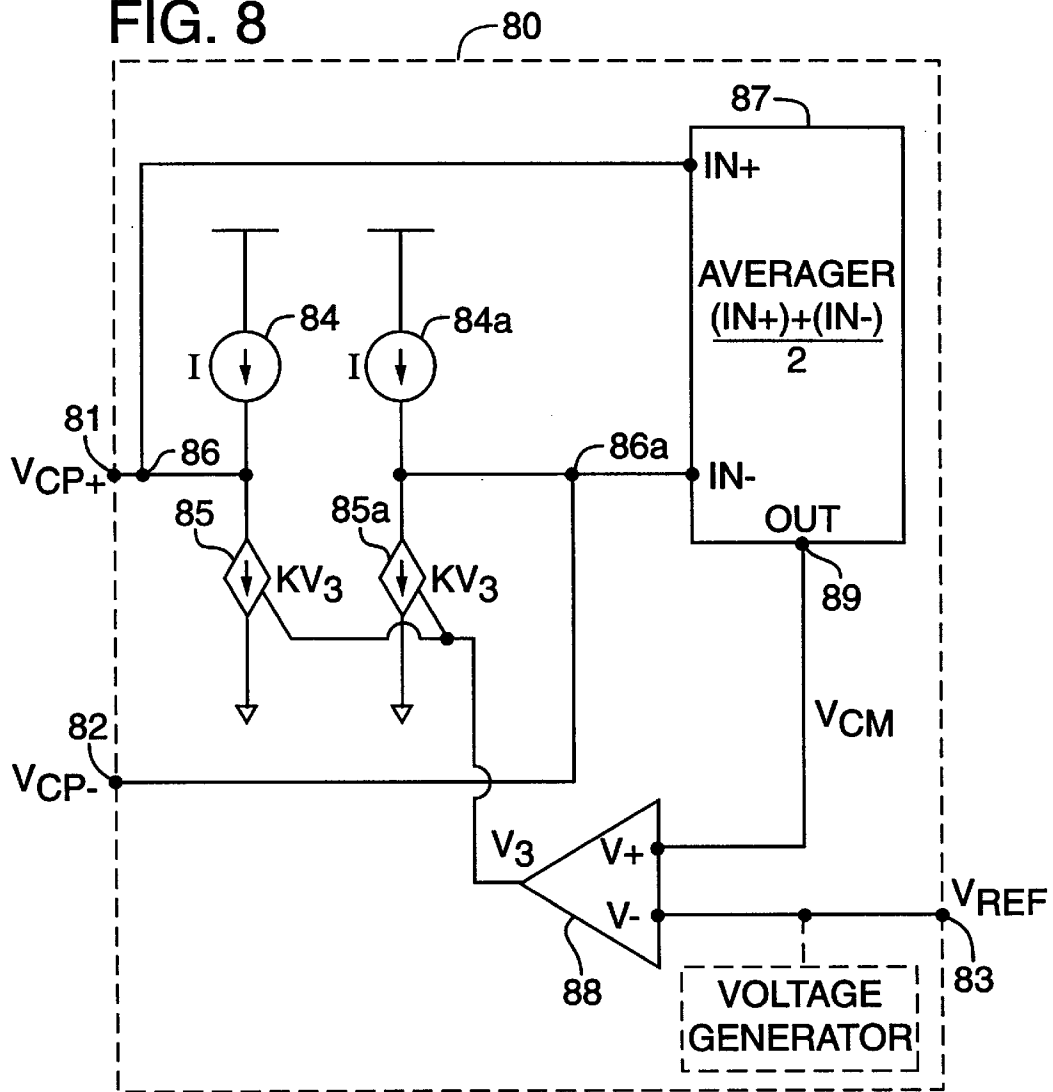 FIG. 8
80
87
IN+
AVERAGER
(IN+)+(IN-)
2
84
84a
I
I
81
86
86a
VCP+
IN-
85
85a
OUT
KV3
KV3
89
82
VCM
VCP-
V3
V+
V-
VREF
88
83
VOLTAGE
GENERATOR